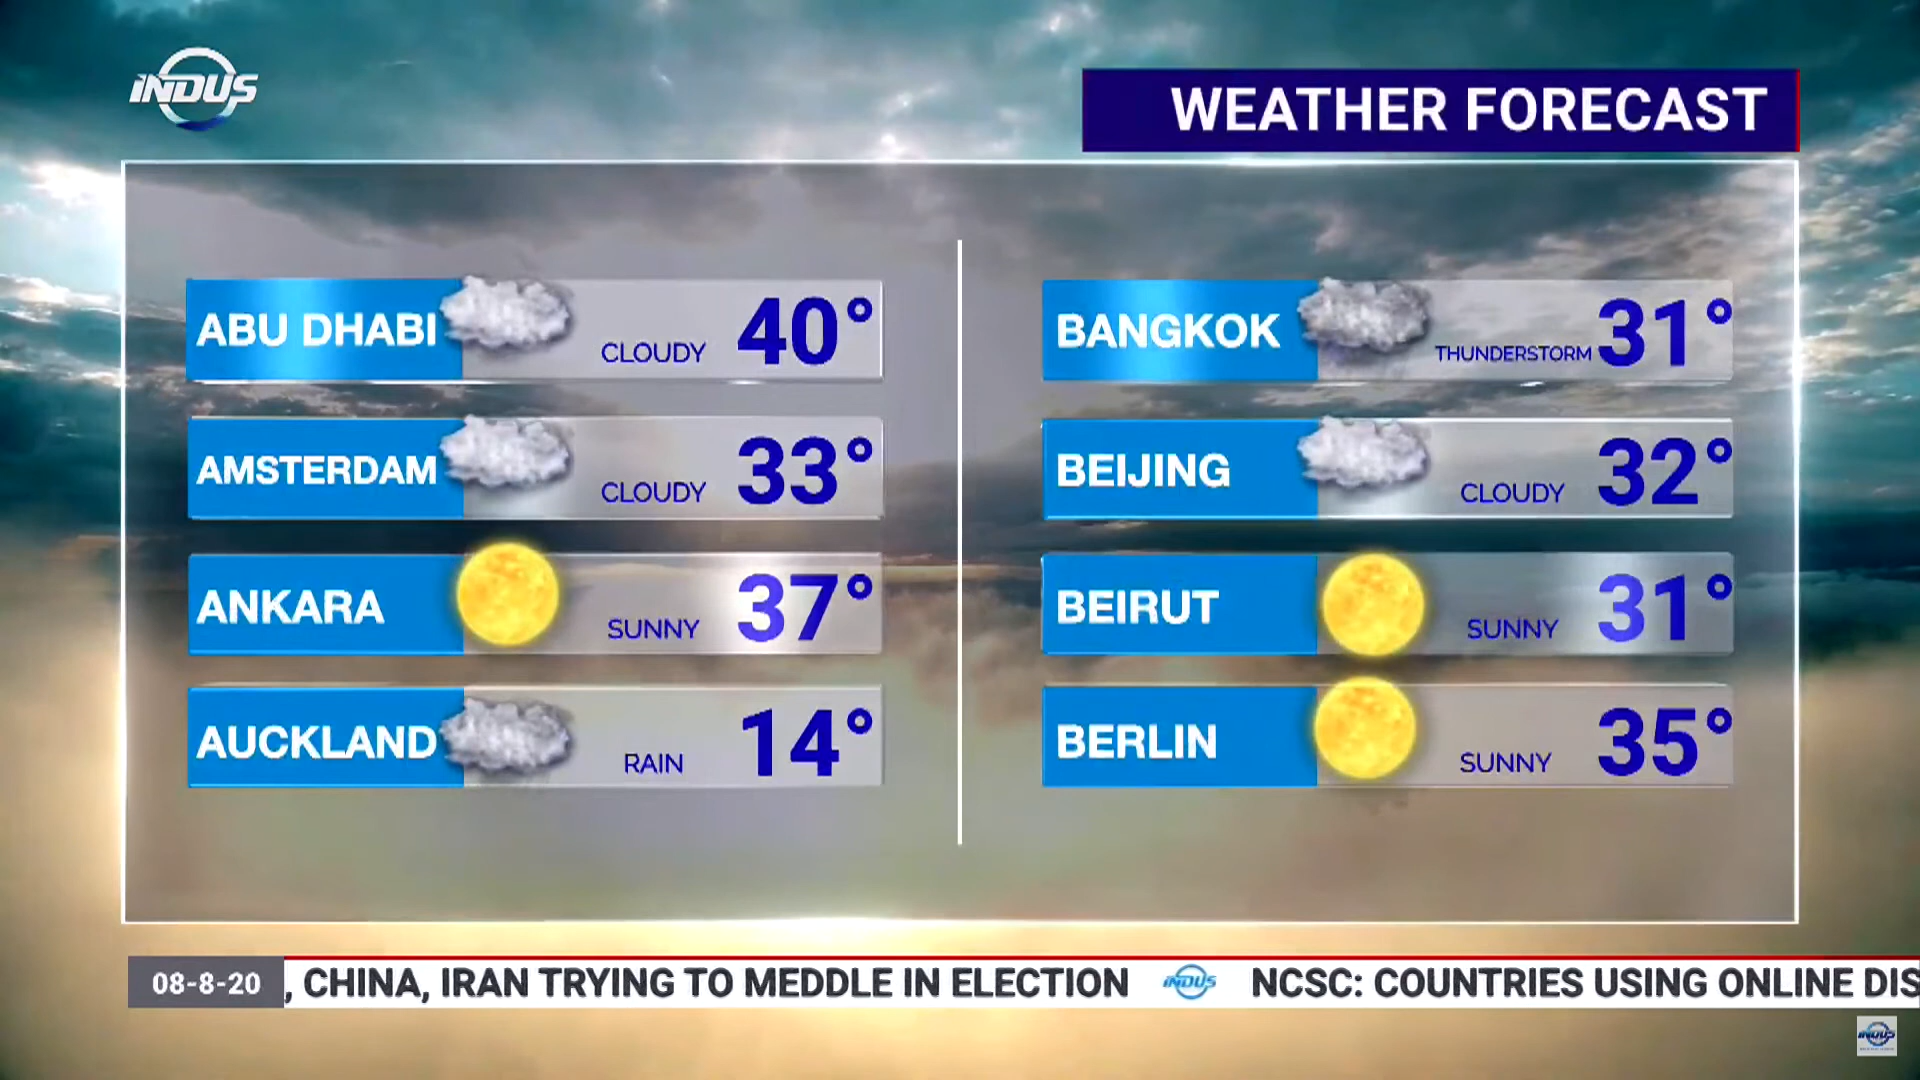 INDUS
WEATHER FORECAST
ABU DHABI CLOUDY 40°
AMSTERDAM CLOUDY 33°
ANKARA SUNNY 37°
AUCKLAND RAIN 14°
BANGKOK THUNDERSTORM 31°
BEIJING CLOUDY 32°
BEIRUT SUNNY 31°
BERLIN SUNNY 35°
08-8-20 , CHINA, IRAN TRYING TO MEDDLE IN ELECTION INDUS NCSC: COUNTRIES USING ONLINE DIS
INDUS